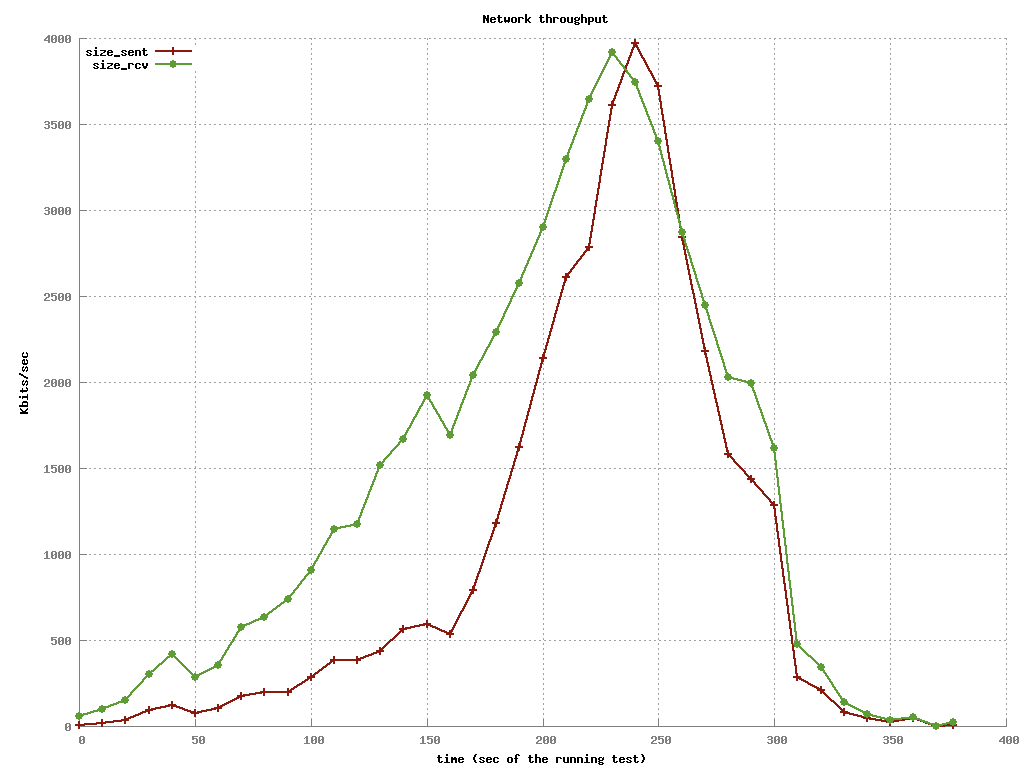 Network throughput
size_sent
size_rcv
4000
3500
3000
2500
2000
1500
1000
500
0
Kbits/sec
0 50 100 150 200 250 300 350 400
time (sec of the running test)